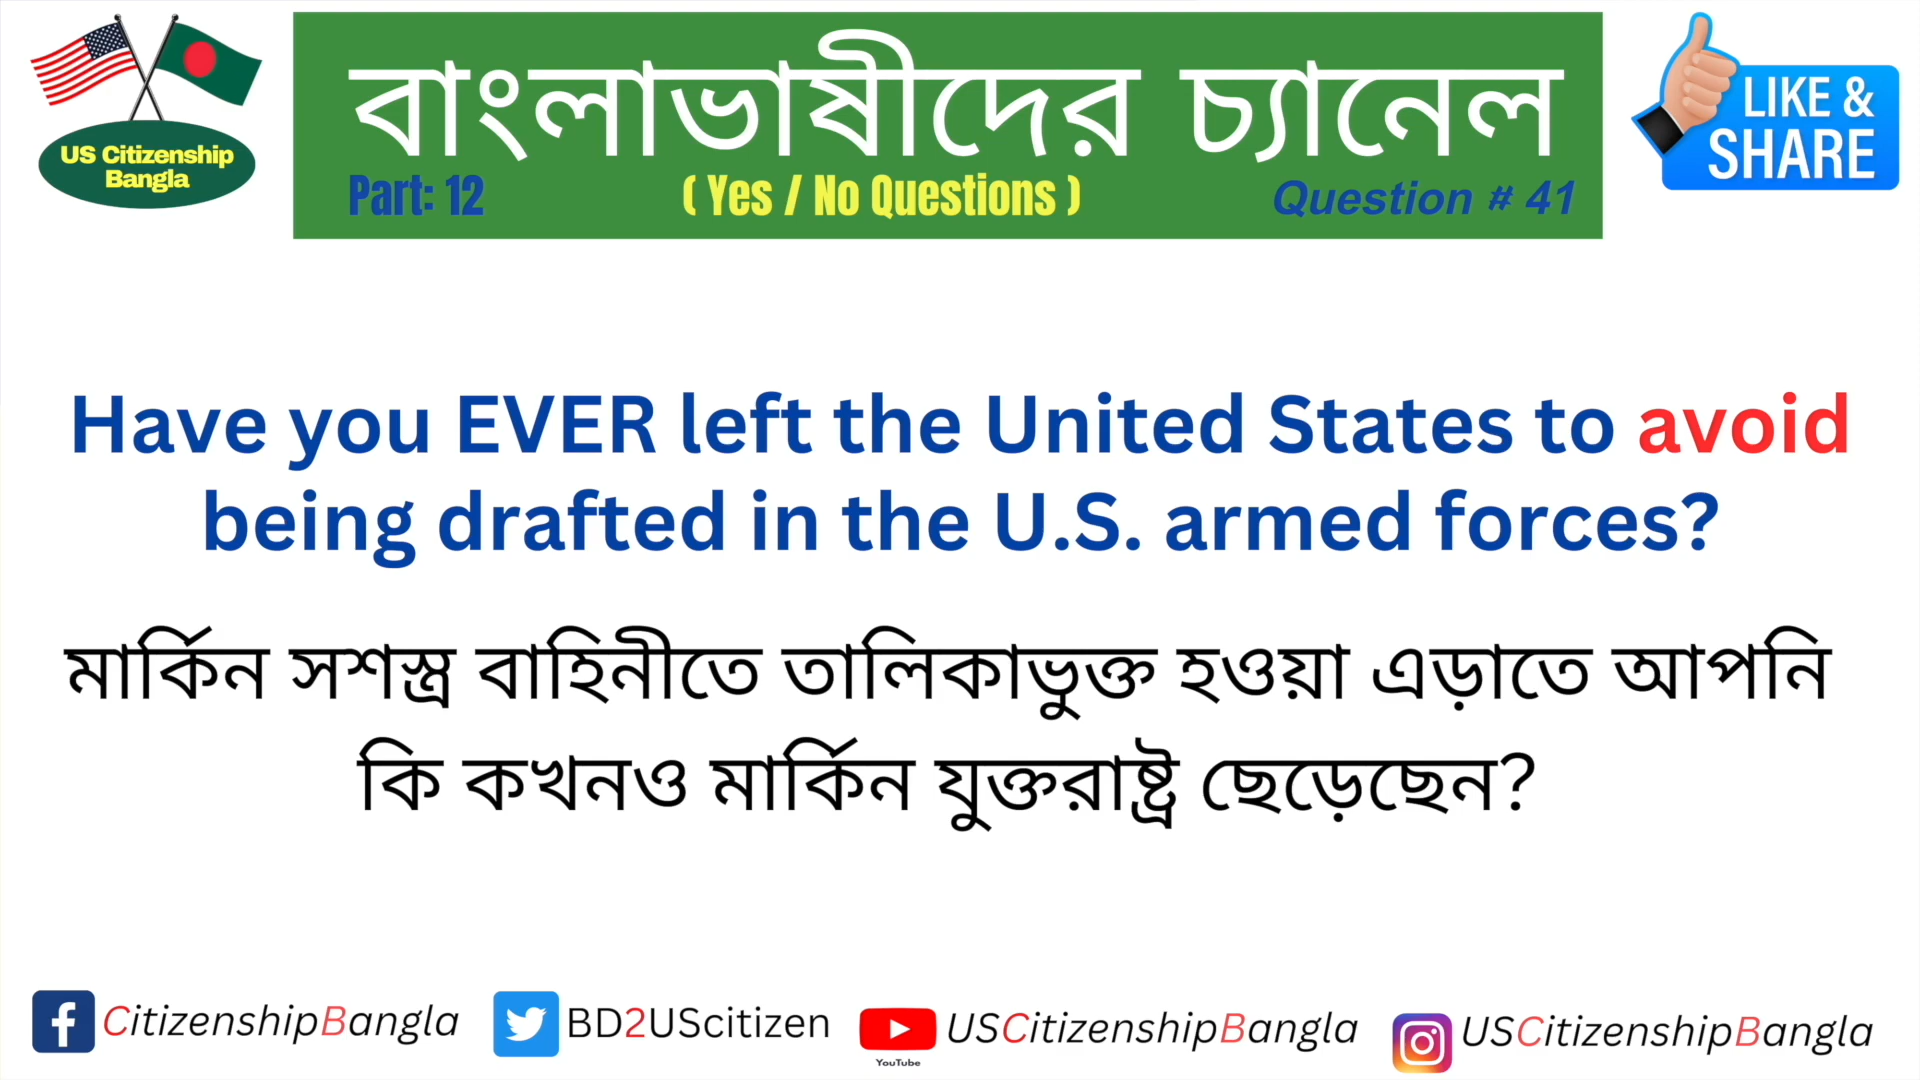 US Citizenship
Bangla
বাংলাভাষীদের চ্যানেল
Part: 12
( Yes / No Questions )
Question # 41
LIKE &
SHARE
Have you EVER left the United States to avoid
being drafted in the U.S. armed forces?
মার্কিন সশস্ত্র বাহিনীতে তালিকাভুক্ত হওয়া এড়াতে আপনি
কি কখনও মার্কিন যুক্তরাষ্ট্র ছেড়েছেন?
CitizenshipBangla
BD2UScitizen
YouTube
USCitizenshipBangla
USCitizenshipBangla